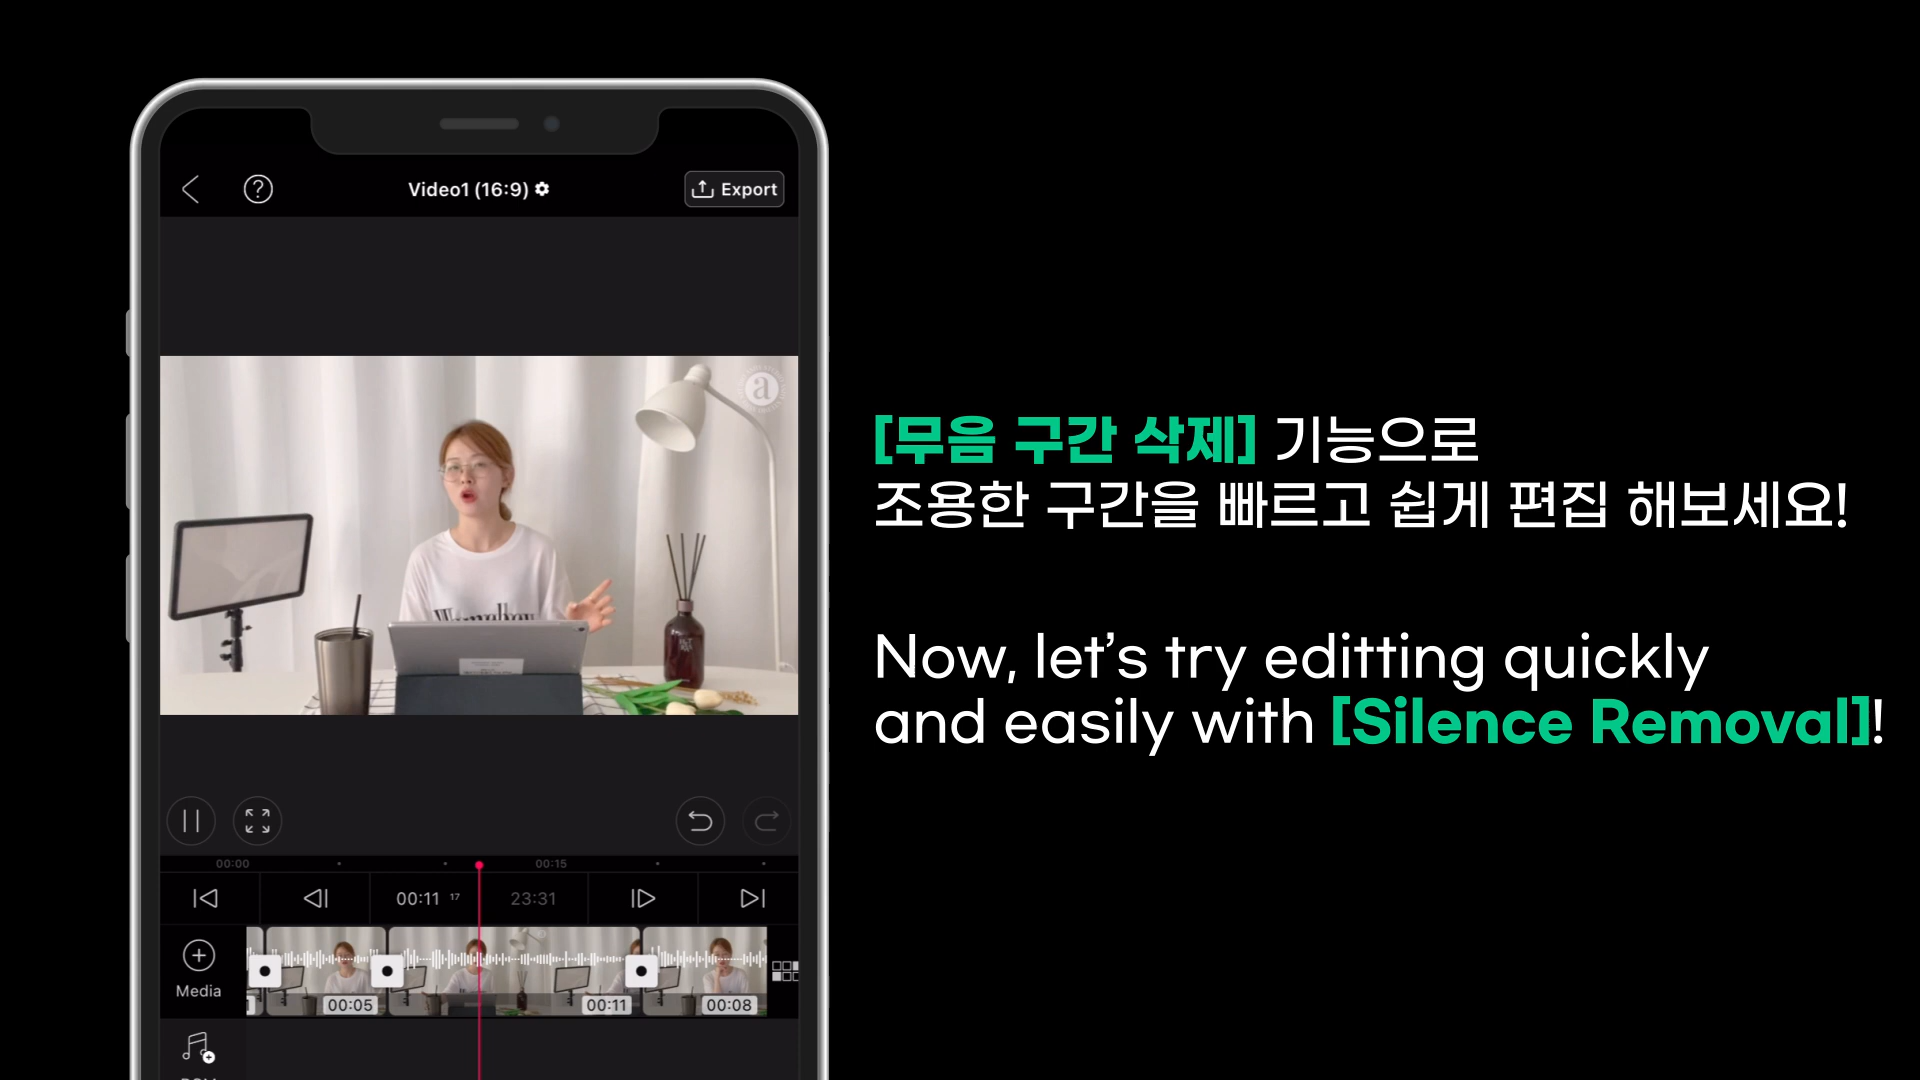 Video1 (16:9)
Export
a
[무음 구간 삭제] 기능으로
조용한 구간을 빠르고 쉽게 편집 해보세요!
Now, let's try editting quickly
and easily with [Silence Removal]!
00:00
00:15
00:11 17
23:31
Media
00:05
00:11
00:08